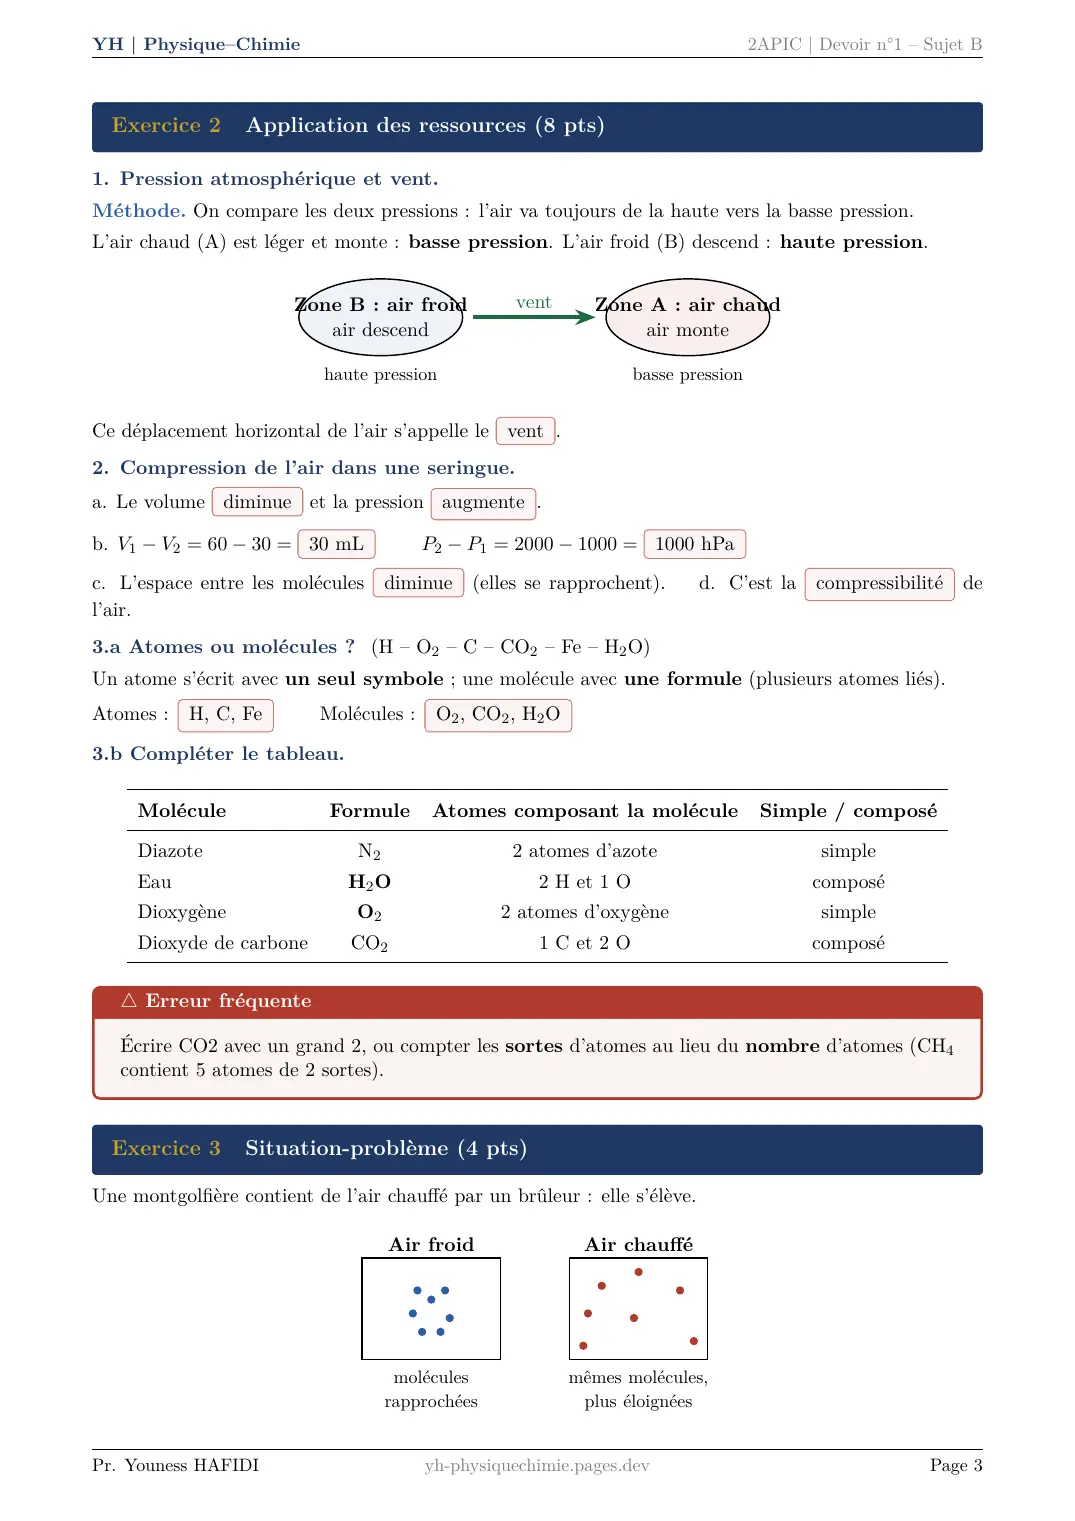 YH | Physique–Chimie
2APIC | Devoir n°1 – Sujet B
Exercice 2 Application des ressources (8 pts)
1. Pression atmosphérique et vent.
Méthode. On compare les deux pressions : l'air va toujours de la haute vers la basse pression.
L'air chaud (A) est léger et monte : basse pression. L'air froid (B) descend : haute pression.
Zone B : air froid
air descend
vent
Zone A : air chaud
air monte
haute pression
basse pression
Ce déplacement horizontal de l'air s'appelle le vent.
2. Compression de l'air dans une seringue.
a. Le volume diminue et la pression augmente.
b. V₁ − V₂ = 60 − 30 = 30 mL P₂ − P₁ = 2000 − 1000 = 1000 hPa
c. L'espace entre les molécules diminue (elles se rapprochent). d. C'est la compressibilité de
l'air.
3.a Atomes ou molécules ? (H – O₂ – C – CO₂ – Fe – H₂O)
Un atome s'écrit avec un seul symbole ; une molécule avec une formule (plusieurs atomes liés).
Atomes : H, C, Fe Molécules : O₂, CO₂, H₂O
3.b Compléter le tableau.
Molécule Formule Atomes composant la molécule Simple / composé
Diazote N₂ 2 atomes d'azote simple
Eau H₂O 2 H et 1 O composé
Dioxygène O₂ 2 atomes d'oxygène simple
Dioxyde de carbone CO₂ 1 C et 2 O composé
△ Erreur fréquente
Écrire CO2 avec un grand 2, ou compter les sortes d'atomes au lieu du nombre d'atomes (CH₄
contient 5 atomes de 2 sortes).
Exercice 3 Situation-problème (4 pts)
Une montgolfière contient de l'air chauffé par un brûleur : elle s'élève.
Air froid
Air chauffé
molécules
rapprochées
mêmes molécules,
plus éloignées
Pr. Youness HAFIDI
yh-physiquechimie.pages.dev
Page 3